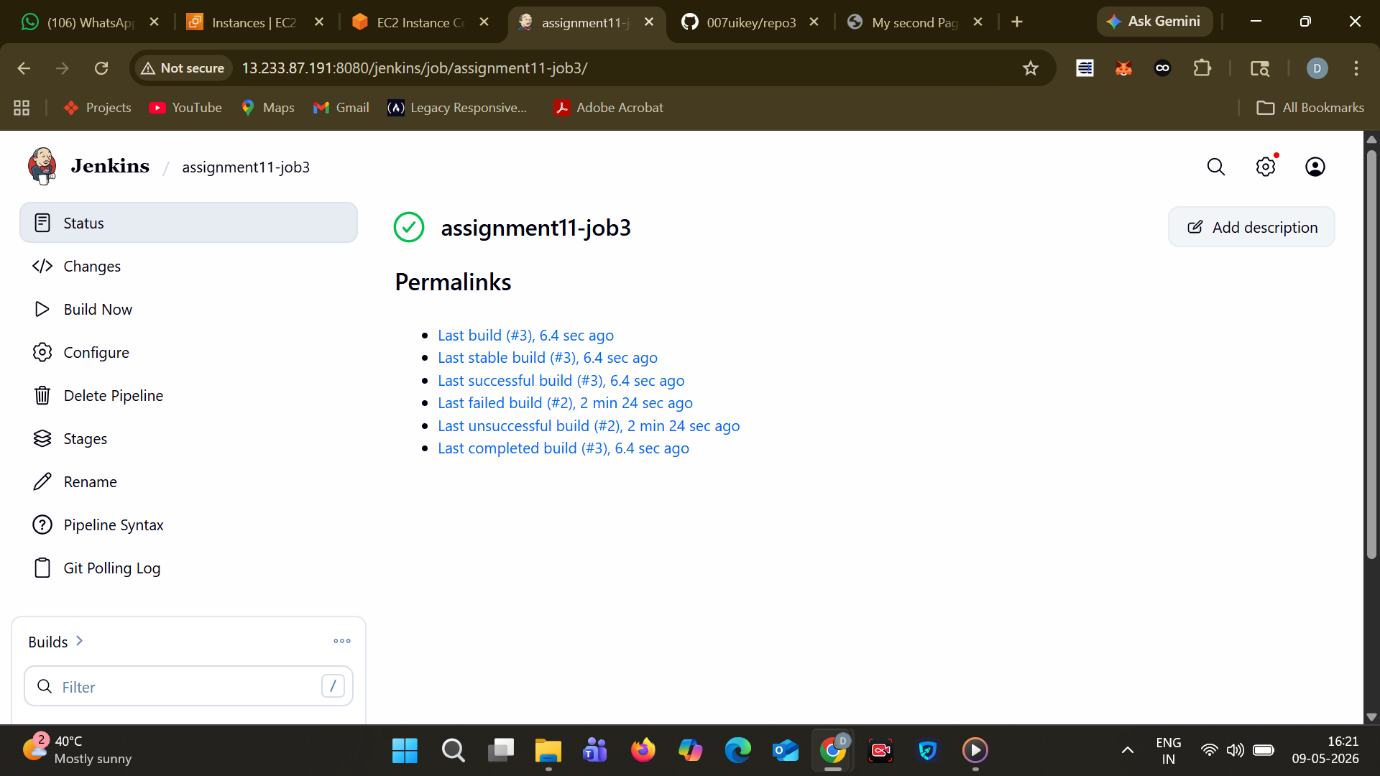 (106) WhatsApp
Instances | EC2
EC2 Instance Co
assignment11-j
007uikey/repo3
My second Pag
Ask Gemini
Not secure
13.233.87.191:8080/jenkins/job/assignment11-job3/
D
Projects
YouTube
Maps
Gmail
Legacy Responsive...
Adobe Acrobat
All Bookmarks
Jenkins / assignment11-job3
Status
Changes
Build Now
Configure
Delete Pipeline
Stages
Rename
Pipeline Syntax
Git Polling Log
Builds
Filter
/
assignment11-job3
Add description
Permalinks
Last build (#3), 6.4 sec ago
Last stable build (#3), 6.4 sec ago
Last successful build (#3), 6.4 sec ago
Last failed build (#2), 2 min 24 sec ago
Last unsuccessful build (#2), 2 min 24 sec ago
Last completed build (#3), 6.4 sec ago
2
40°C
Mostly sunny
D
ENG
IN
16:21
09-05-2026